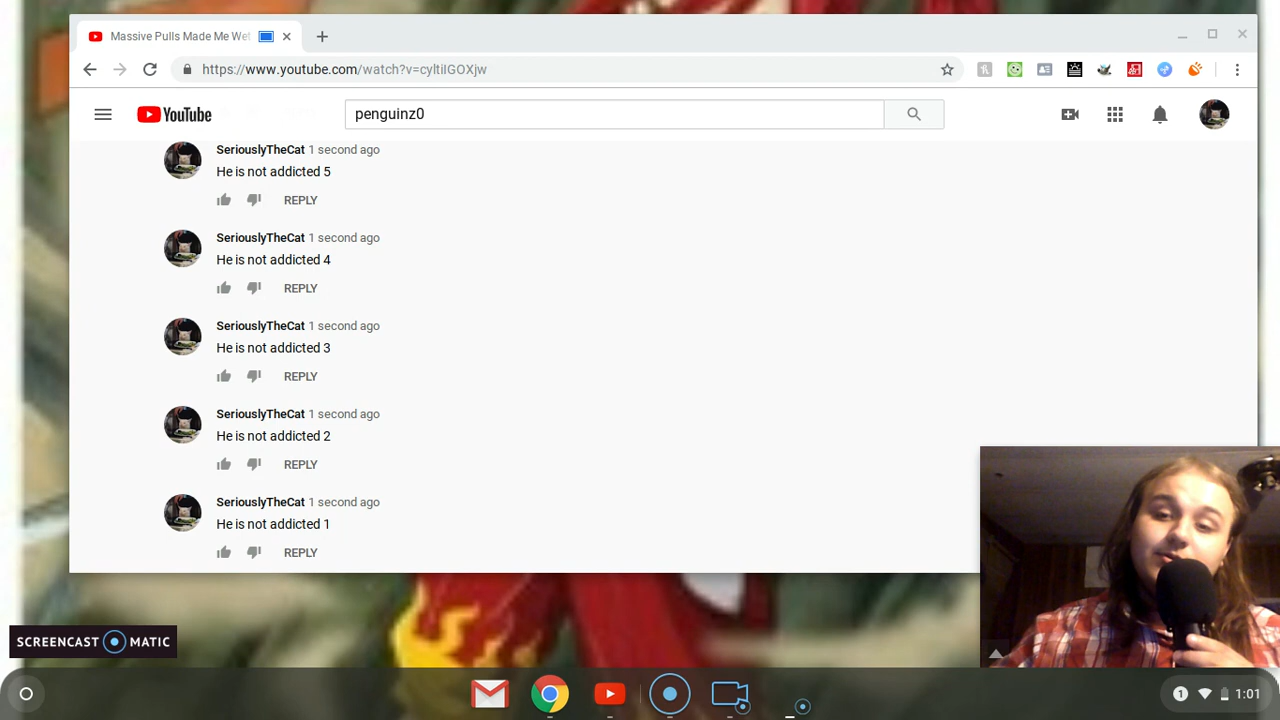 Massive Pulls Made Me Wet
https://www.youtube.com/watch?v=cyltiIGOXjw
YouTube
penguinz0
SeriouslyTheCat 1 second ago
He is not addicted 5
REPLY
SeriouslyTheCat 1 second ago
He is not addicted 4
REPLY
SeriouslyTheCat 1 second ago
He is not addicted 3
REPLY
SeriouslyTheCat 1 second ago
He is not addicted 2
REPLY
SeriouslyTheCat 1 second ago
He is not addicted 1
REPLY
SCREENCAST MATIC
1 1:01